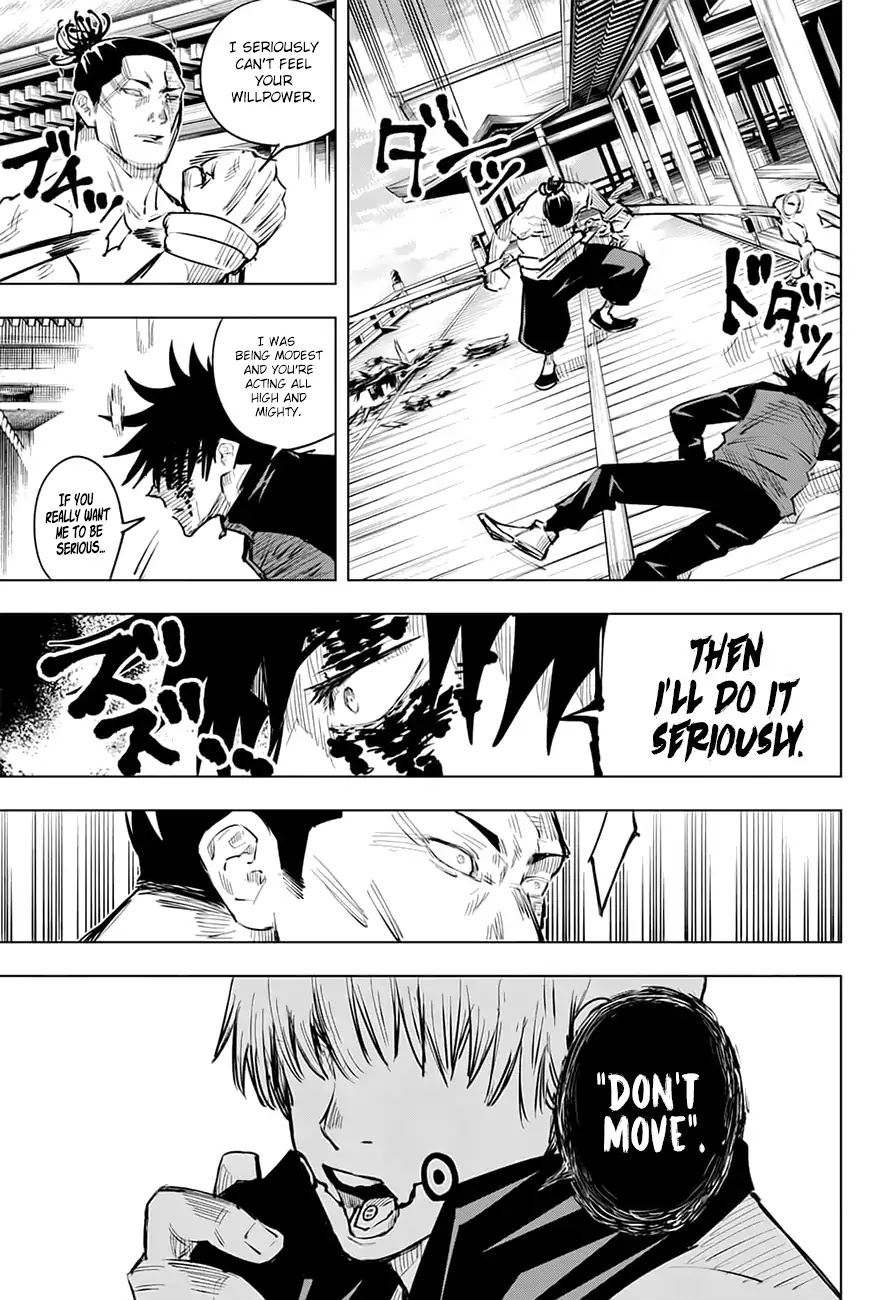 ダンッ
ドダッ
I SERIOUSLY
CAN'T FEEL
YOUR
WILLPOWER.
ブチッ
I WAS
BEING MODEST
AND YOU'RE
ACTING ALL
HIGH AND
MIGHTY.
IF YOU
REALLY WANT
ME TO BE
SERIOUS...
THEN
I'LL DO IT
SERIOUSLY.
ズズズ
"DON'T
MOVE".